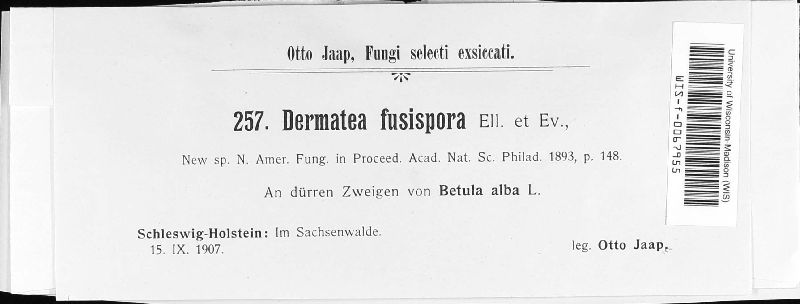 Otto Jaap, Fungi selecti exsiccati.
257. Dermatea fusispora Ell. et Ev.,
New sp. N. Amer. Fung. in Proceed. Acad. Nat. Sc. Philad. 1893, p. 148.
An dürren Zweigen von Betula alba L.
Schleswig-Holstein: Im Sachsenwalde.
15. IX. 1907.
leg. Otto Jaap.
University of Wisconsin-Madison (WIS)
WIS-f-0067955